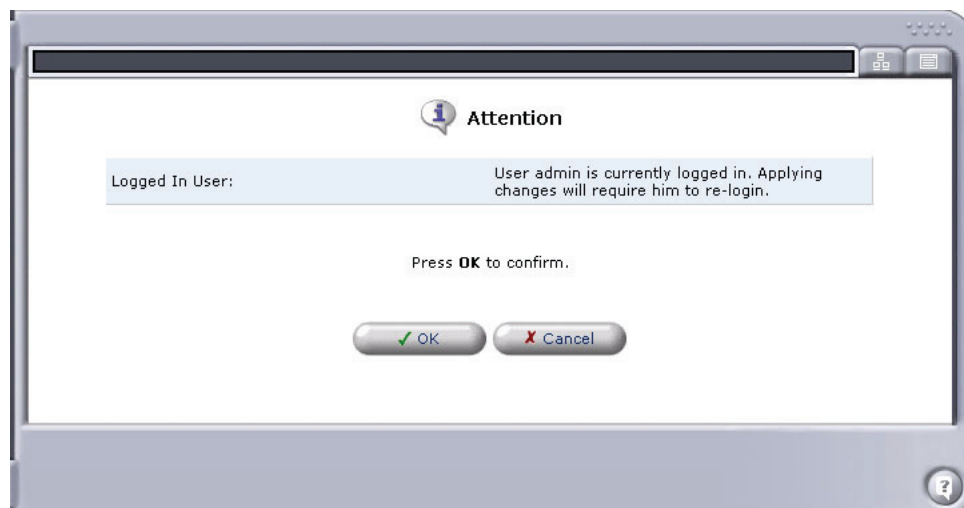 Attention
Logged In User:
User admin is currently logged in. Applying
changes will require him to re-login.
Press OK to confirm.
OK
Cancel